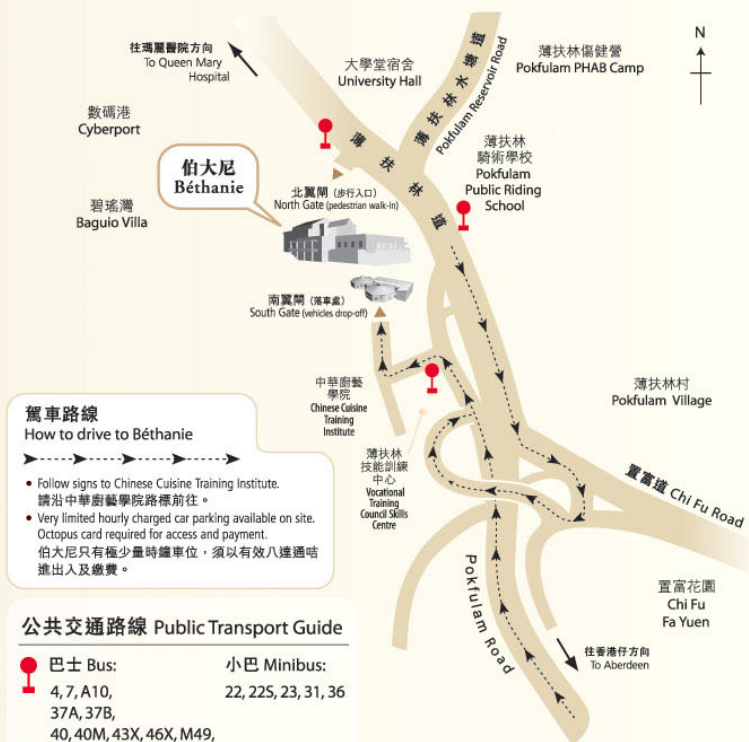 往瑪麗醫院方向
To Queen Mary
Hospital
大學堂宿舍
University Hall
薄扶林水塘道
Pokfulam Reservoir Road
薄扶林傷健營
Pokfulam PHAB Camp
N
數碼港
Cyberport
伯大尼
Béthanie
薄扶林道
薄扶林
騎術學校
Pokfulam
Public Riding
School
碧瑤灣
Baguio Villa
北翼閘 (步行入口)
North Gate (pedestrian walk-in)
南翼閘 (落車處)
South Gate (vehicles drop-off)
中華廚藝
學院
Chinese Cuisine
Training
Institute
薄扶林村
Pokfulam Village
薄扶林
技能訓練
中心
Vocational
Training
Council Skills
Centre
置富道 Chi Fu Road
駕車路線
How to drive to Béthanie
• Follow signs to Chinese Cuisine Training Institute.
請沿中華廚藝學院路標前往。
• Very limited hourly charged car parking available on site.
Octopus card required for access and payment.
伯大尼只有極少量時鐘車位，須以有效八達通咭
進出入及繳費。
Pokfulam Road
置富花園
Chi Fu
Fa Yuen
往香港仔方向
To Aberdeen
公共交通路線 Public Transport Guide
巴士 Bus:
4, 7, A10,
37A, 37B,
40, 40M, 43X, 46X, M49,
小巴 Minibus:
22, 22S, 23, 31, 36